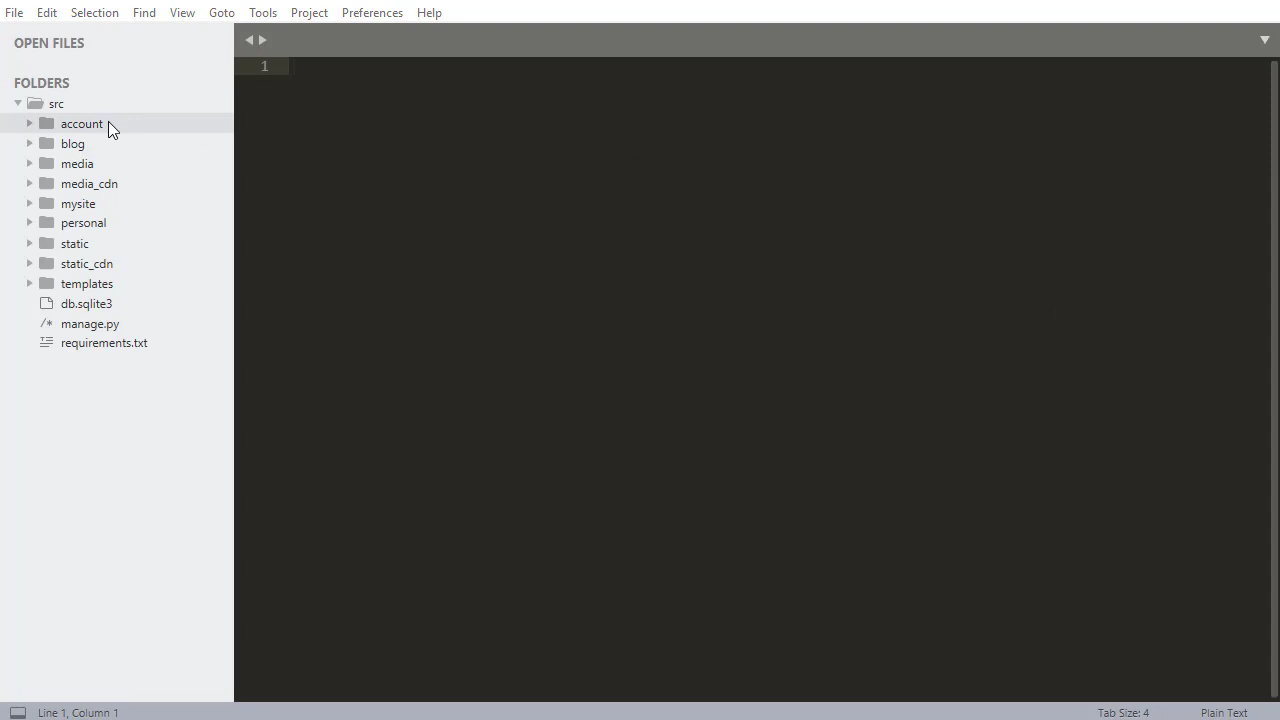 File Edit Selection Find View Goto Tools Project Preferences Help
OPEN FILES
FOLDERS
src
account
blog
media
media_cdn
mysite
personal
static
static_cdn
templates
db.sqlite3
/* manage.py
requirements.txt
1
Line 1, Column 1 Tab Size: 4 Plain Text